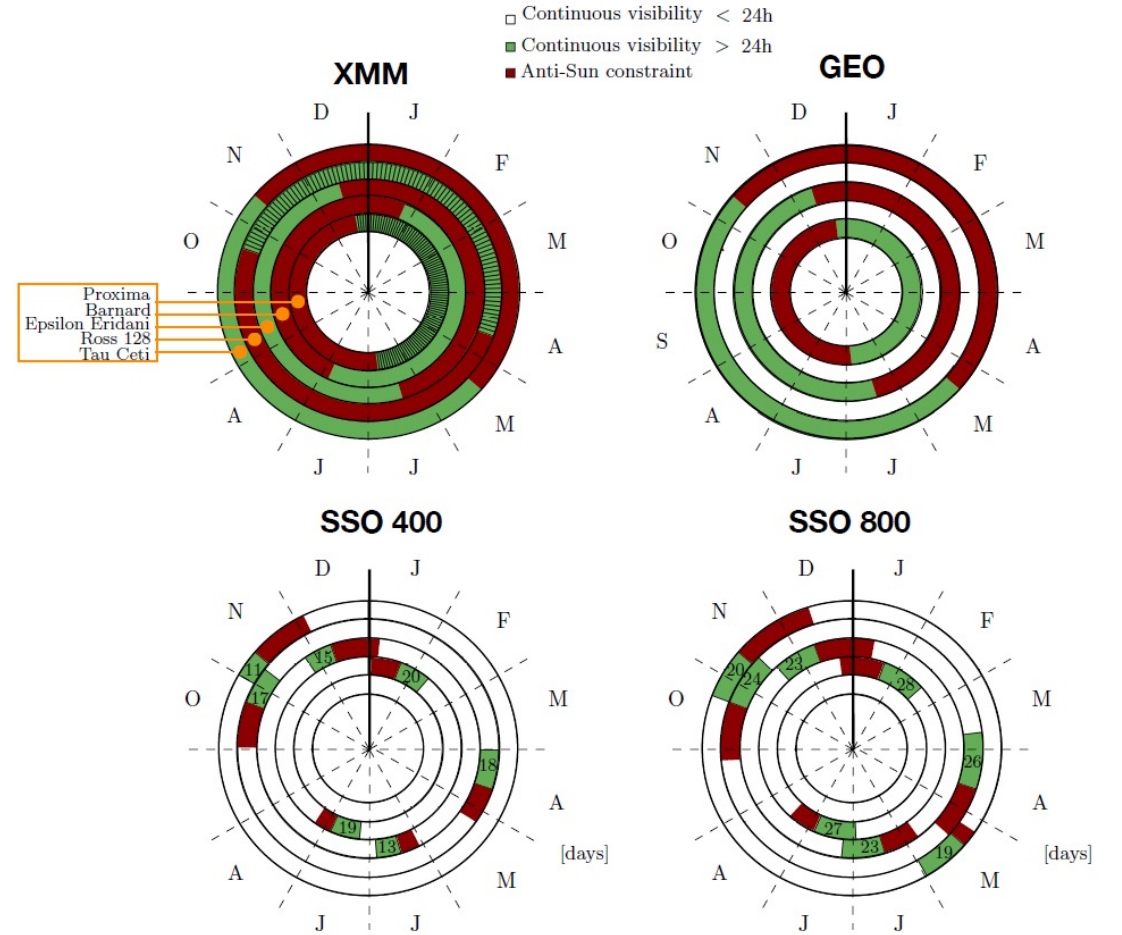 Continuous visibility < 24h
Continuous visibility > 24h
Anti-Sun constraint
XMM
GEO
D J
N F
O M
A
M
J
J
A
Proxima
Barnard
Epsilon Eridani
Ross 128
Tau Ceti
D J
N F
O M
S A
A M
J J
SSO 400
SSO 800
D J
N F
O M
A
A M
J J
11
17
15
20
18
19
13
[days]
D J
N F
O M
A
A M
J J
20
24
23
28
26
27
23
19
[days]